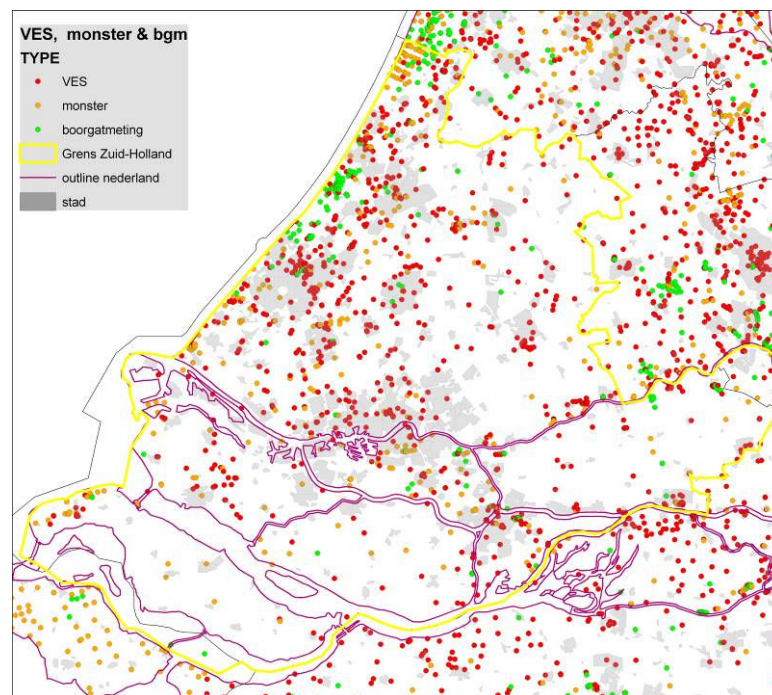 VES, monster & bgm
TYPE
VES
monster
boorgatmeting
Grens Zuid-Holland
outline nederland
stad